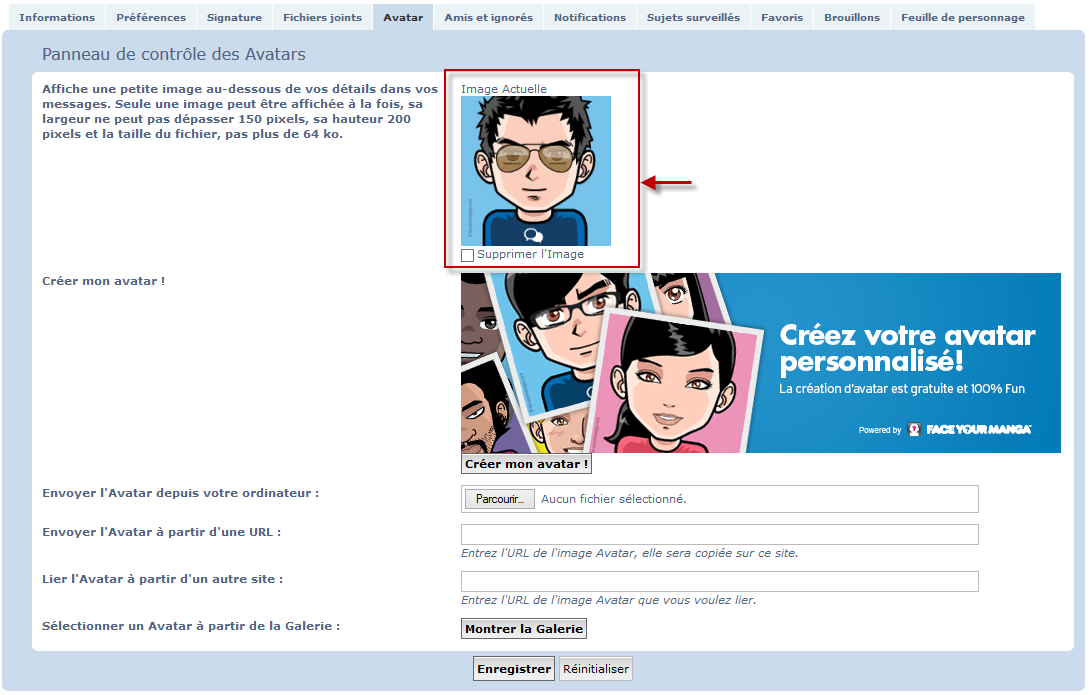 Informations
Préférences
Signature
Fichiers joints
Avatar
Amis et ignorés
Notifications
Sujets surveillés
Favoris
Brouillons
Feuille de personnage
Panneau de contrôle des Avatars
Affiche une petite image au-dessous de vos détails dans vos
messages. Seule une image peut être affichée à la fois, sa
largeur ne peut pas dépasser 150 pixels, sa hauteur 200
pixels et la taille du fichier, pas plus de 64 ko.
Image Actuelle
Supprimer l'Image
Créer mon avatar !
Créez votre avatar
personnalisé!
La création d'avatar est gratuite et 100% Fun
Powered by FACE YOUR MANGA
Créer mon avatar !
Envoyer l'Avatar depuis votre ordinateur :
Parcourir... Aucun fichier sélectionné.
Envoyer l'Avatar à partir d'une URL :
Entrez l'URL de l'image Avatar, elle sera copiée sur ce site.
Lier l'Avatar à partir d'un autre site :
Entrez l'URL de l'image Avatar que vous voulez lier.
Sélectionner un Avatar à partir de la Galerie :
Montrer la Galerie
Enregistrer
Réinitialiser